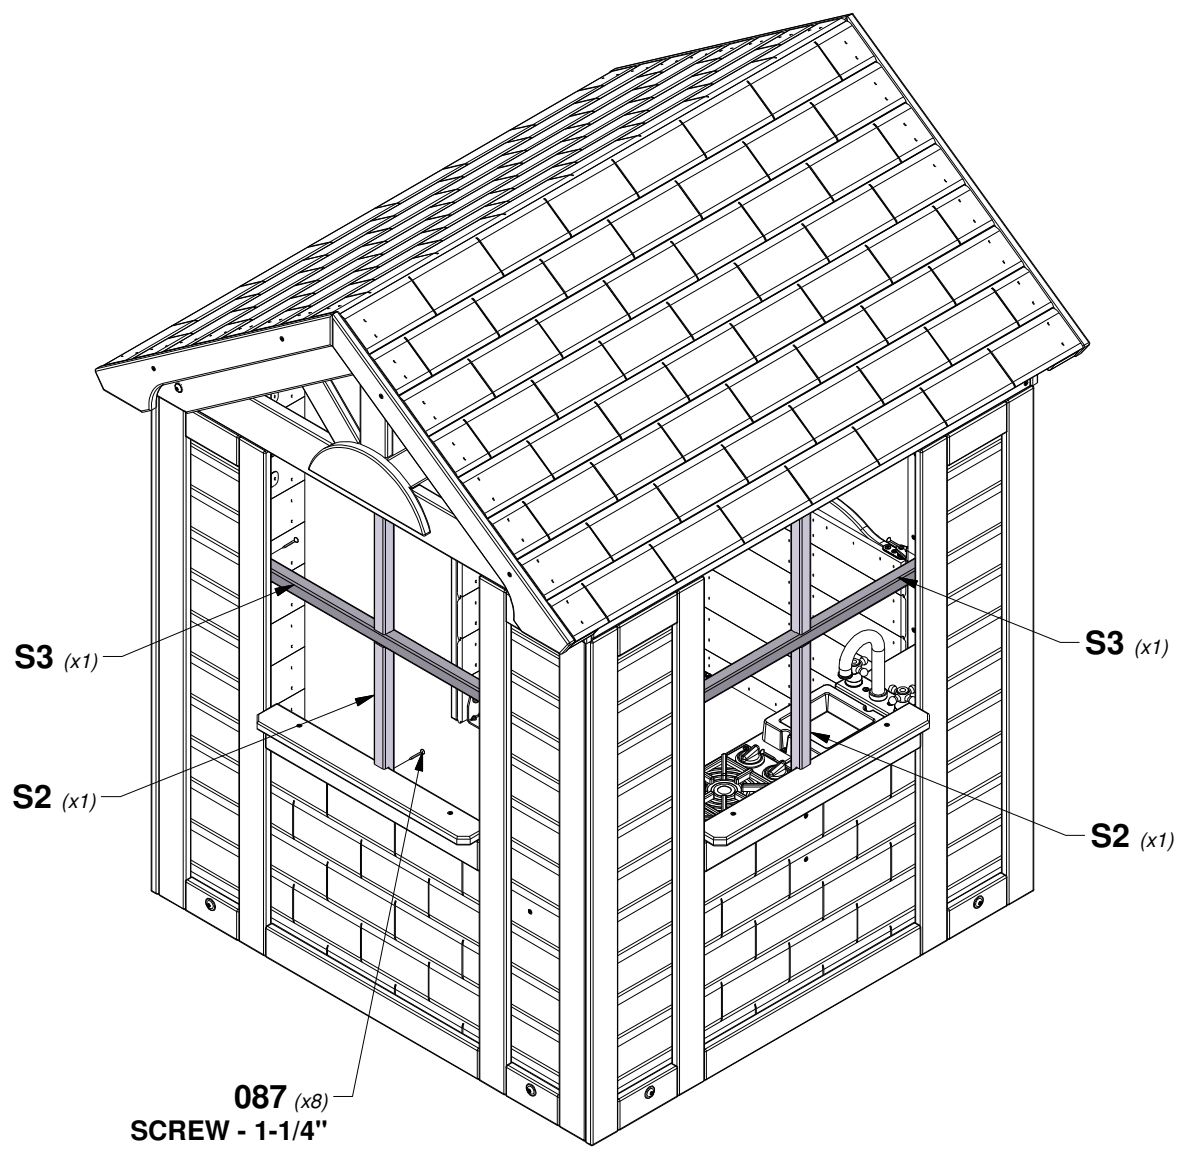 S3 (x1)
S3 (x1)
S2 (x1)
S2 (x1)
087 (x8)
SCREW - 1-1/4"